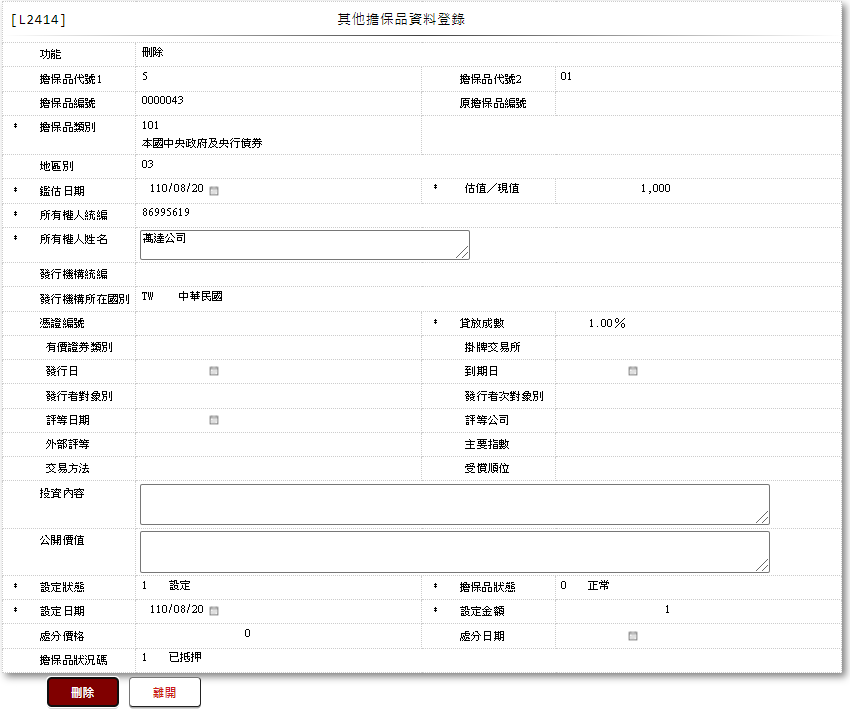 [L2414] 其他擔保品資料登錄
功能 刪除
擔保品代號1 5 擔保品代號2 01
擔保品編號 0000043 原擔保品編號
* 擔保品類別 101
本國中央政府及央行債券
地區別 03
* 鑑估日期 110/08/20 * 估值／現值 1,000
* 所有權人統編 86995619
* 所有權人姓名 萬達公司
發行機構統編
發行機構所在國別 TW 中華民國
憑證編號 * 貸放成數 1.00％
有價證券類別 掛牌交易所
發行日 到期日
發行者對象別 發行者次對象別
評等日期 評等公司
外部評等 主要指數
交易方法 受償順位
投資內容
公開價值
* 設定狀態 1 設定 * 擔保品狀態 0 正常
* 設定日期 110/08/20 * 設定金額 1
處分價格 0 處分日期
擔保品狀況碼 1 已抵押
刪除 離開